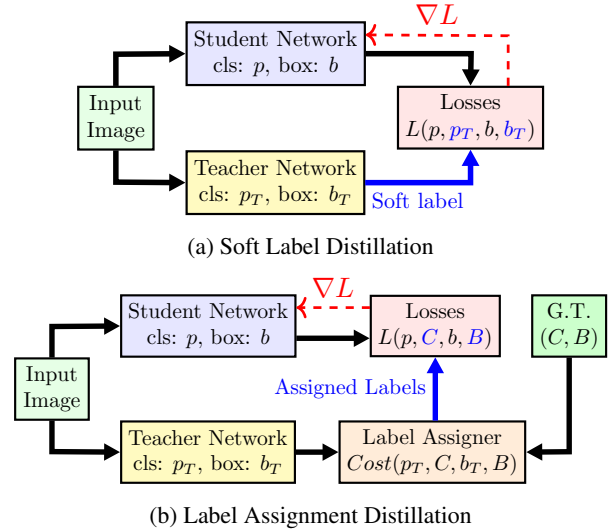 ∇L
Student Network
cls: p, box: b
Input
Image
Losses
L(p, p_T, b, b_T)
Teacher Network
cls: p_T, box: b_T
Soft label
(a) Soft Label Distillation
∇L
Student Network
cls: p, box: b
Losses
L(p, C, b, B)
G.T.
(C, B)
Input
Image
Assigned Labels
Teacher Network
cls: p_T, box: b_T
Label Assigner
Cost(p_T, C, b_T, B)
(b) Label Assignment Distillation